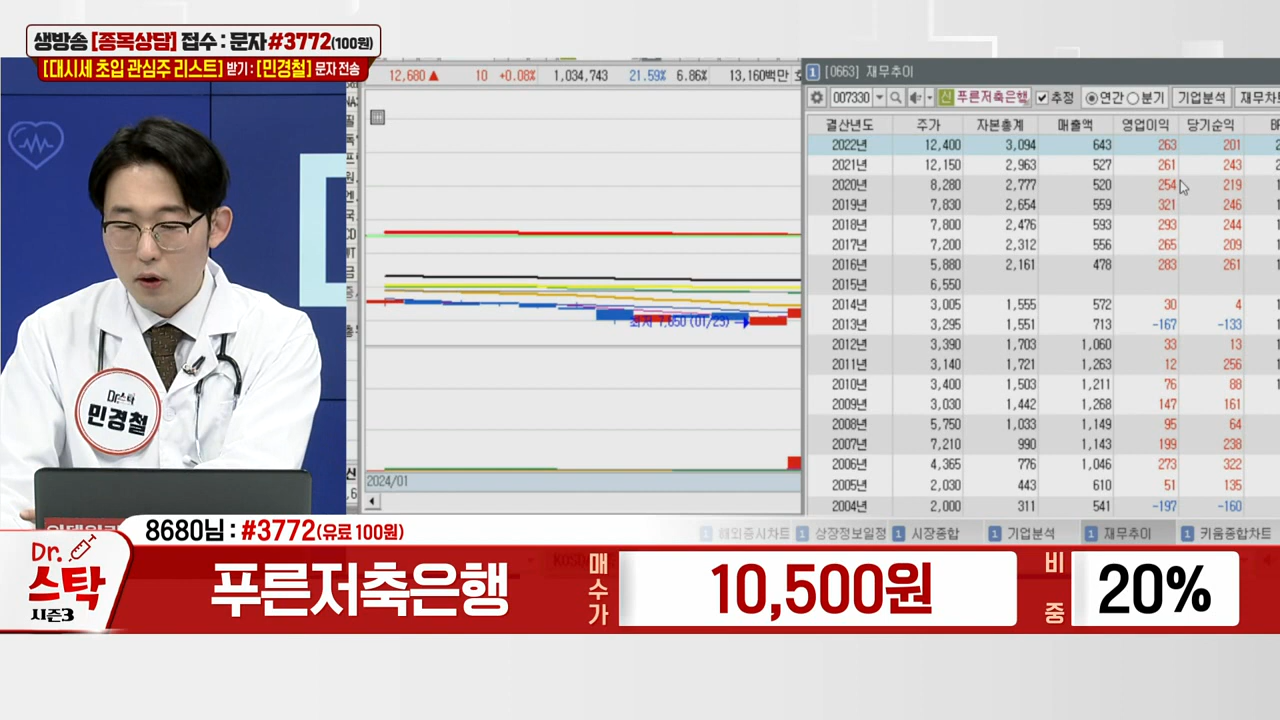 생방송 [종목상담] 접수 : 문자#3772(100원)
[대시세 초입 관심주 리스트] 받기 : [민경철] 문자 전송
12,680 ▲ 10 +0.08% 1,034,743 21.59% 6.86% 13,160백만
최저 7,650 (01/23)
2024/01
Dr.스탁
민경철
1 [0663] 재무추이
007330 신 푸른저축은행 추정 연간 분기 기업분석 재무차트
결산년도 주가 자본총계 매출액 영업이익 당기순익
2022년 12,400 3,094 643 263 201
2021년 12,150 2,963 527 261 243
2020년 8,280 2,777 520 254 219
2019년 7,830 2,654 559 321 246
2018년 7,800 2,476 593 293 244
2017년 7,200 2,312 556 265 209
2016년 5,880 2,161 478 283 261
2015년 6,550
2014년 3,005 1,555 572 30 4
2013년 3,295 1,551 713 -167 -133
2012년 3,390 1,703 1,060 33 13
2011년 3,140 1,721 1,263 12 256
2010년 3,400 1,503 1,211 76 88
2009년 3,030 1,442 1,268 147 161
2008년 5,750 1,033 1,149 95 64
2007년 7,210 990 1,143 199 238
2006년 4,365 776 1,046 273 322
2005년 2,030 443 610 51 135
2004년 2,000 311 541 -197 -160
1 해외증시차트 1 상장정보일정 1 시장종합 1 기업분석 1 재무추이 1 키움종합차트
8680님 : #3772(유료 100원)
Dr.
스탁
시즌3
푸른저축은행
매수가 10,500원
비중 20%